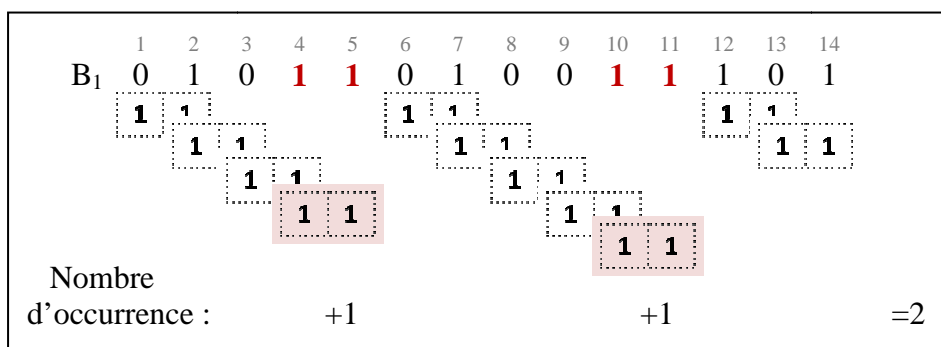 1 2 3 4 5 6 7 8 9 10 11 12 13 14
B₁ 0 1 0 1 1 0 1 0 0 1 1 1 0 1
1 1 1 1 1 1
1 1 1 1 1 1
1 1 1 1
1 1 1 1
1 1
Nombre
d'occurrence : +1 +1 =2